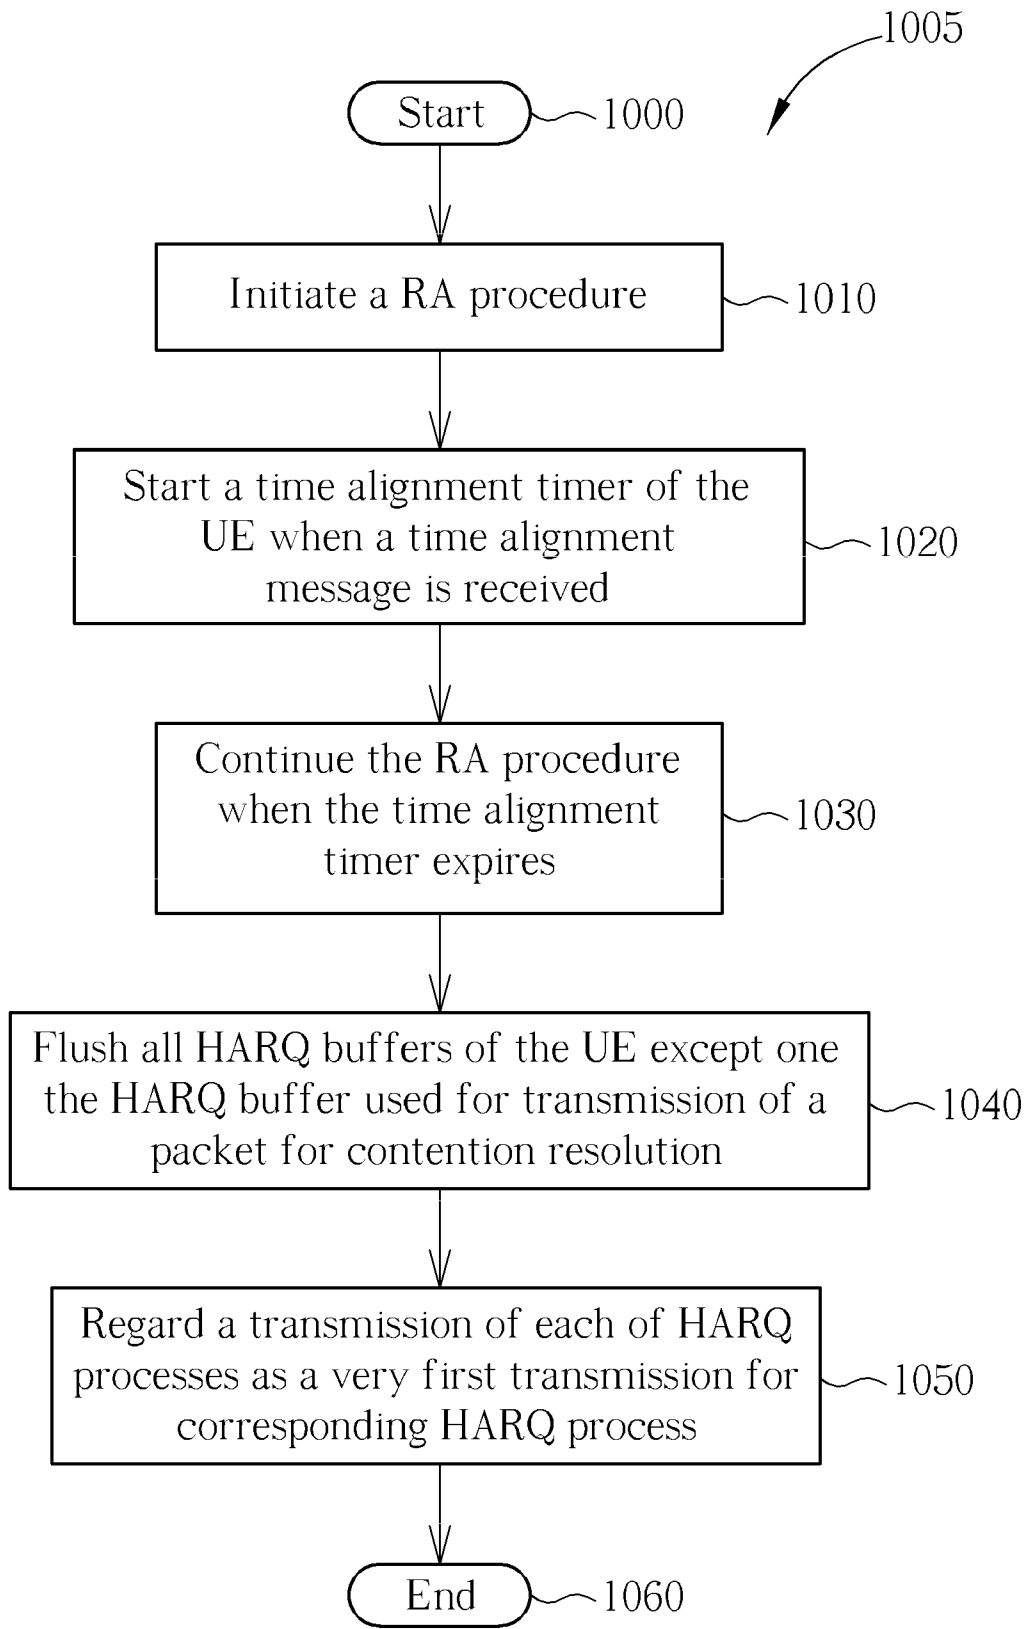 1005
Start
1000
Initiate a RA procedure
1010
Start a time alignment timer of the
UE when a time alignment
message is received
1020
Continue the RA procedure
when the time alignment
timer expires
1030
Flush all HARQ buffers of the UE except one
the HARQ buffer used for transmission of a
packet for contention resolution
1040
Regard a transmission of each of HARQ
processes as a very first transmission for
corresponding HARQ process
1050
End
1060